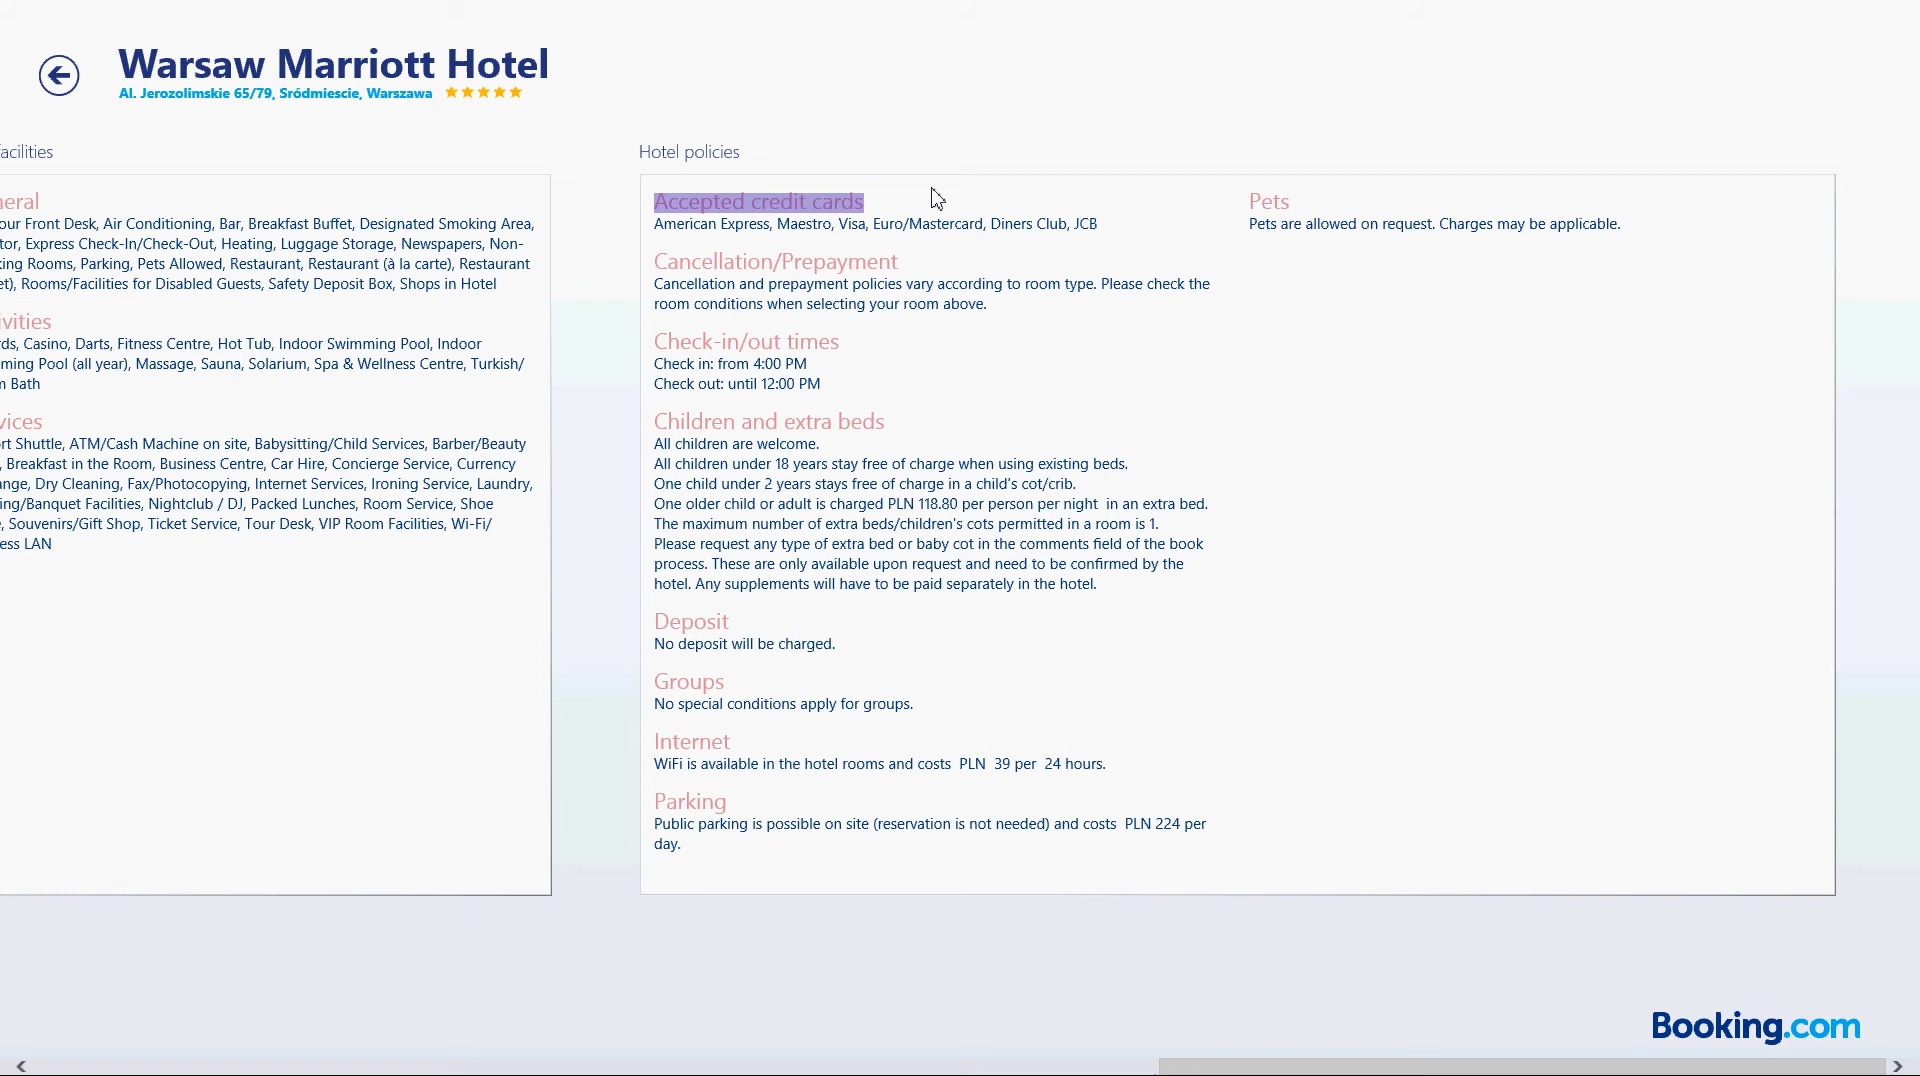 Warsaw Marriott Hotel
Al. Jerozolimskie 65/79, Sródmiescie, Warszawa
acilities
neral
our Front Desk, Air Conditioning, Bar, Breakfast Buffet, Designated Smoking Area,
tor, Express Check-In/Check-Out, Heating, Luggage Storage, Newspapers, Non-
king Rooms, Parking, Pets Allowed, Restaurant, Restaurant (à la carte), Restaurant
et), Rooms/Facilities for Disabled Guests, Safety Deposit Box, Shops in Hotel
ivities
rds, Casino, Darts, Fitness Centre, Hot Tub, Indoor Swimming Pool, Indoor
ming Pool (all year), Massage, Sauna, Solarium, Spa & Wellness Centre, Turkish/
m Bath
vices
rt Shuttle, ATM/Cash Machine on site, Babysitting/Child Services, Barber/Beauty
, Breakfast in the Room, Business Centre, Car Hire, Concierge Service, Currency
ange, Dry Cleaning, Fax/Photocopying, Internet Services, Ironing Service, Laundry,
ing/Banquet Facilities, Nightclub / DJ, Packed Lunches, Room Service, Shoe
, Souvenirs/Gift Shop, Ticket Service, Tour Desk, VIP Room Facilities, Wi-Fi/
ess LAN
Hotel policies
Accepted credit cards
American Express, Maestro, Visa, Euro/Mastercard, Diners Club, JCB
Cancellation/Prepayment
Cancellation and prepayment policies vary according to room type. Please check the
room conditions when selecting your room above.
Check-in/out times
Check in: from 4:00 PM
Check out: until 12:00 PM
Children and extra beds
All children are welcome.
All children under 18 years stay free of charge when using existing beds.
One child under 2 years stays free of charge in a child's cot/crib.
One older child or adult is charged PLN 118.80 per person per night  in an extra bed.
The maximum number of extra beds/children's cots permitted in a room is 1.
Please request any type of extra bed or baby cot in the comments field of the book
process. These are only available upon request and need to be confirmed by the
hotel. Any supplements will have to be paid separately in the hotel.
Deposit
No deposit will be charged.
Groups
No special conditions apply for groups.
Internet
WiFi is available in the hotel rooms and costs  PLN  39 per  24 hours.
Parking
Public parking is possible on site (reservation is not needed) and costs  PLN 224 per
day.
Pets
Pets are allowed on request. Charges may be applicable.
Booking.com